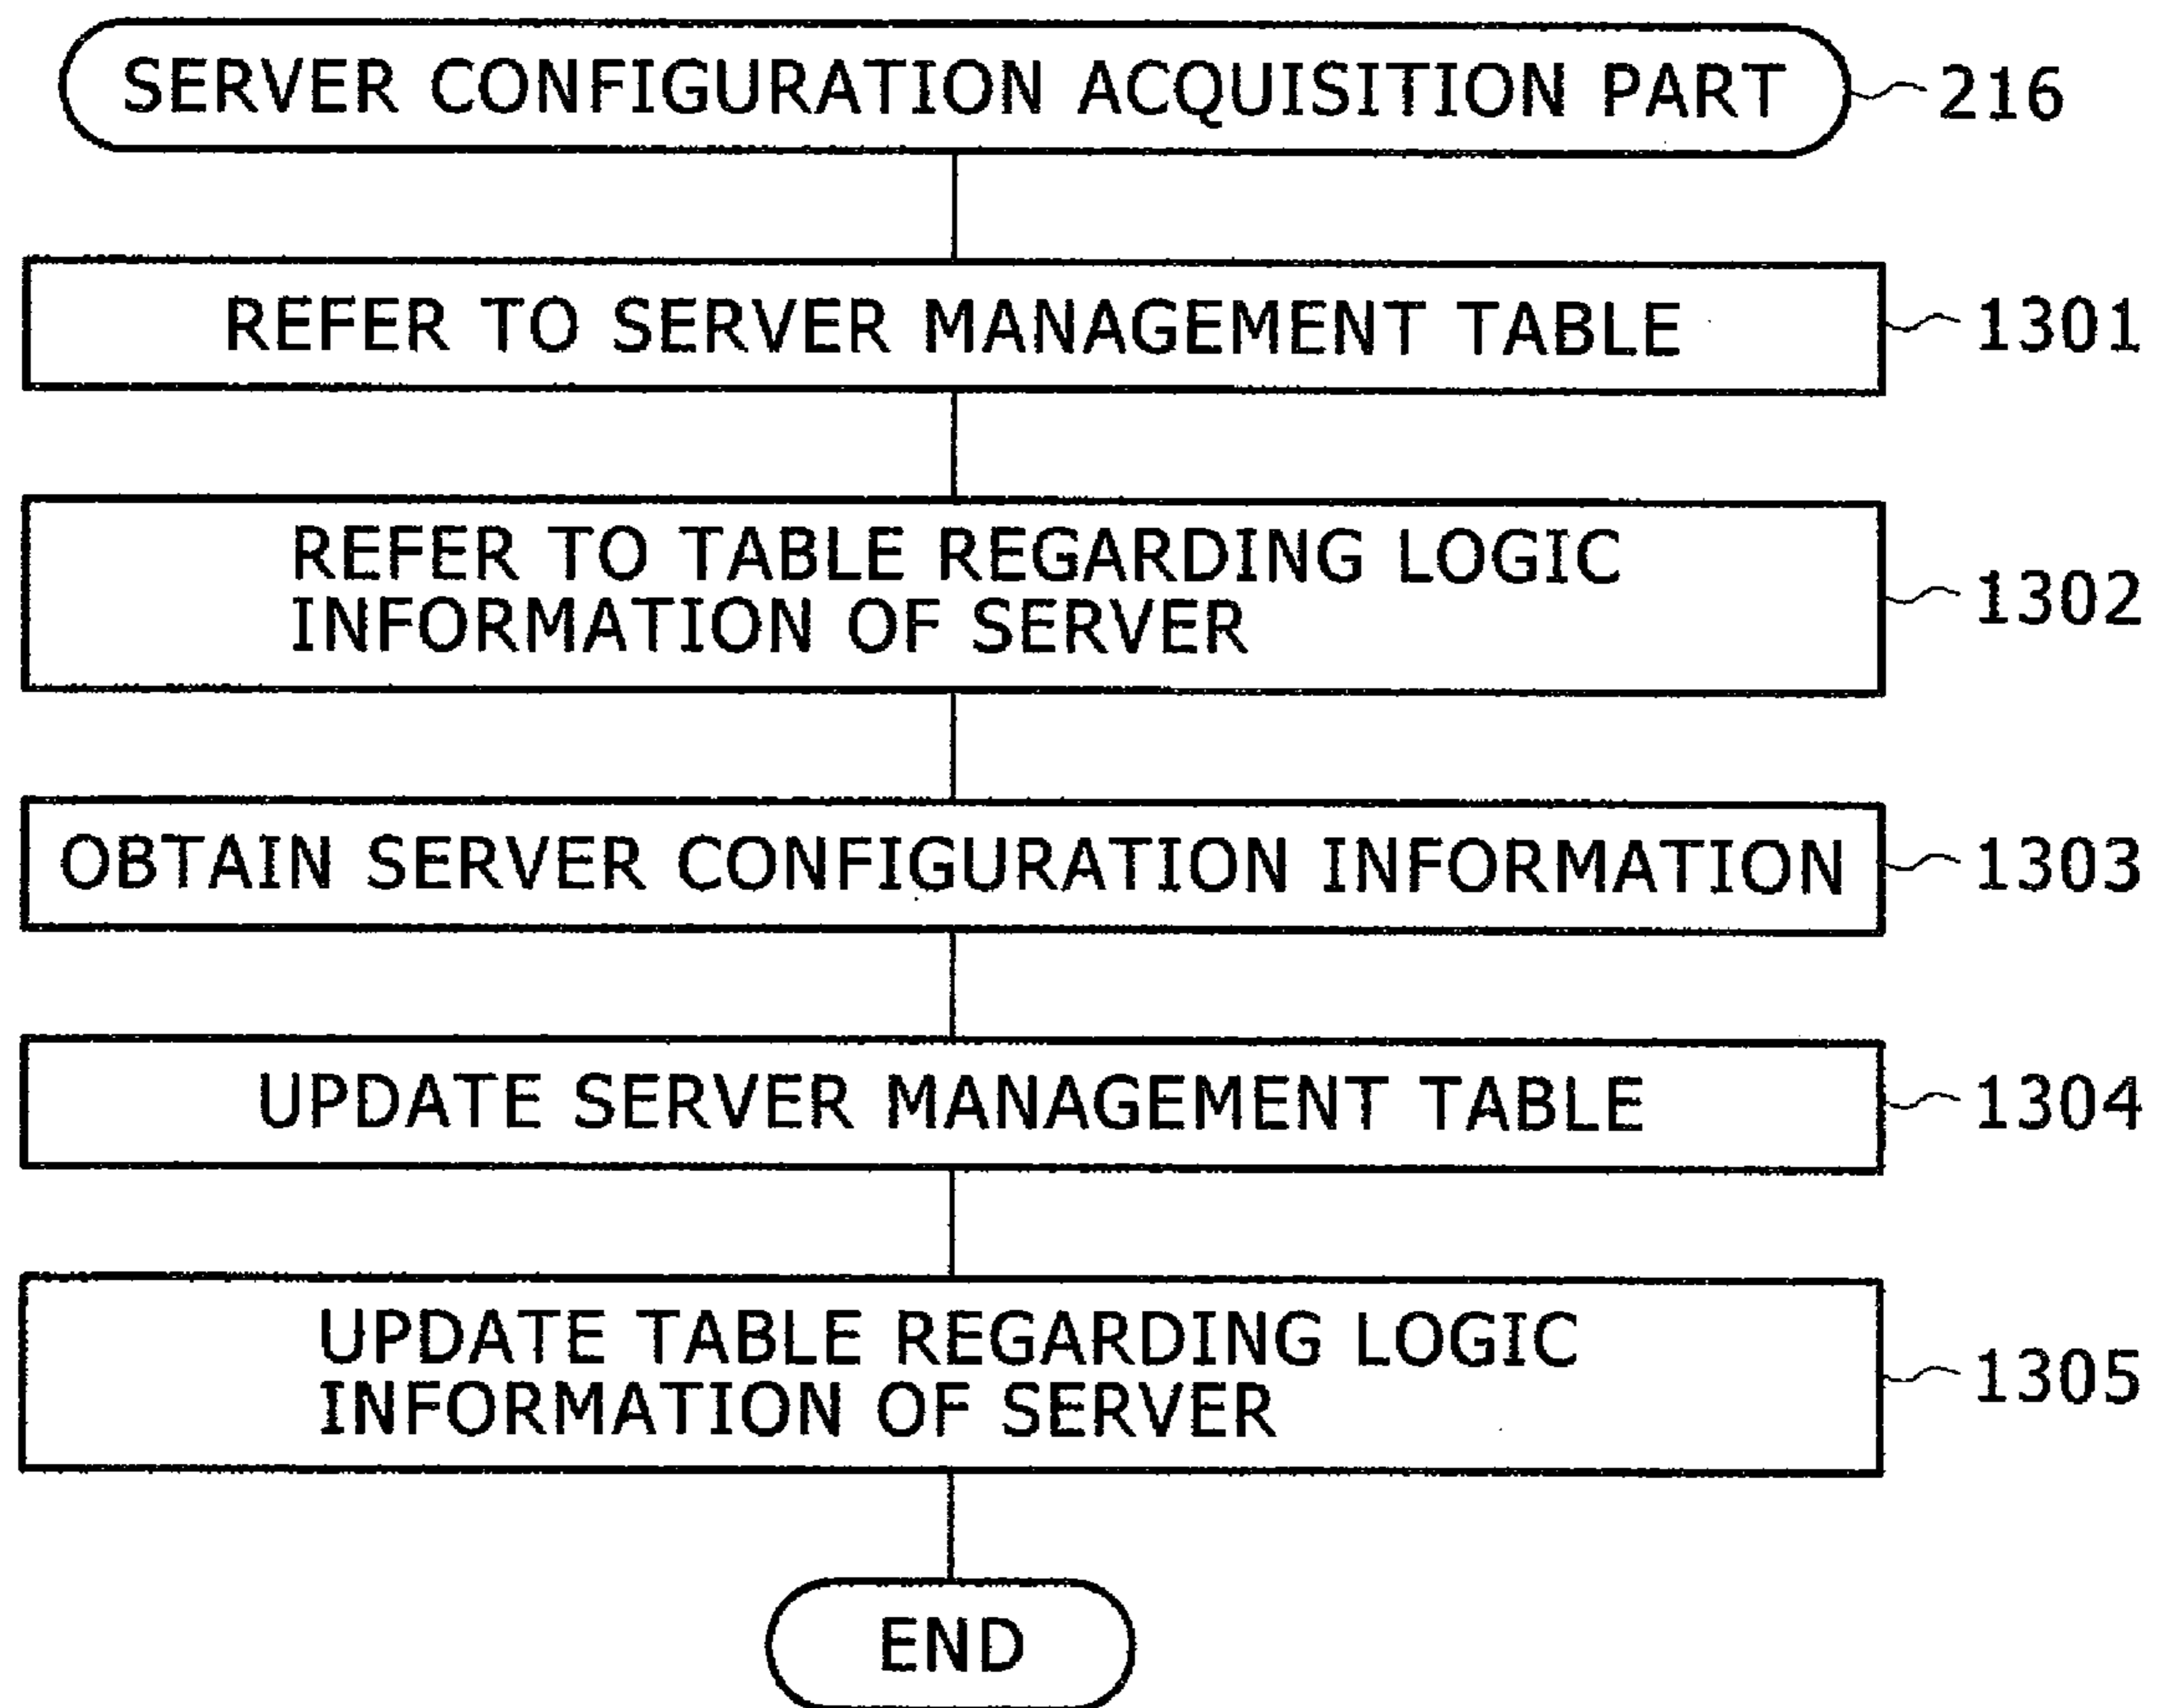 SERVER CONFIGURATION ACQUISITION PART
216
REFER TO SERVER MANAGEMENT TABLE
1301
REFER TO TABLE REGARDING LOGIC
INFORMATION OF SERVER
1302
OBTAIN SERVER CONFIGURATION INFORMATION
1303
UPDATE SERVER MANAGEMENT TABLE
1304
UPDATE TABLE REGARDING LOGIC
INFORMATION OF SERVER
1305
END